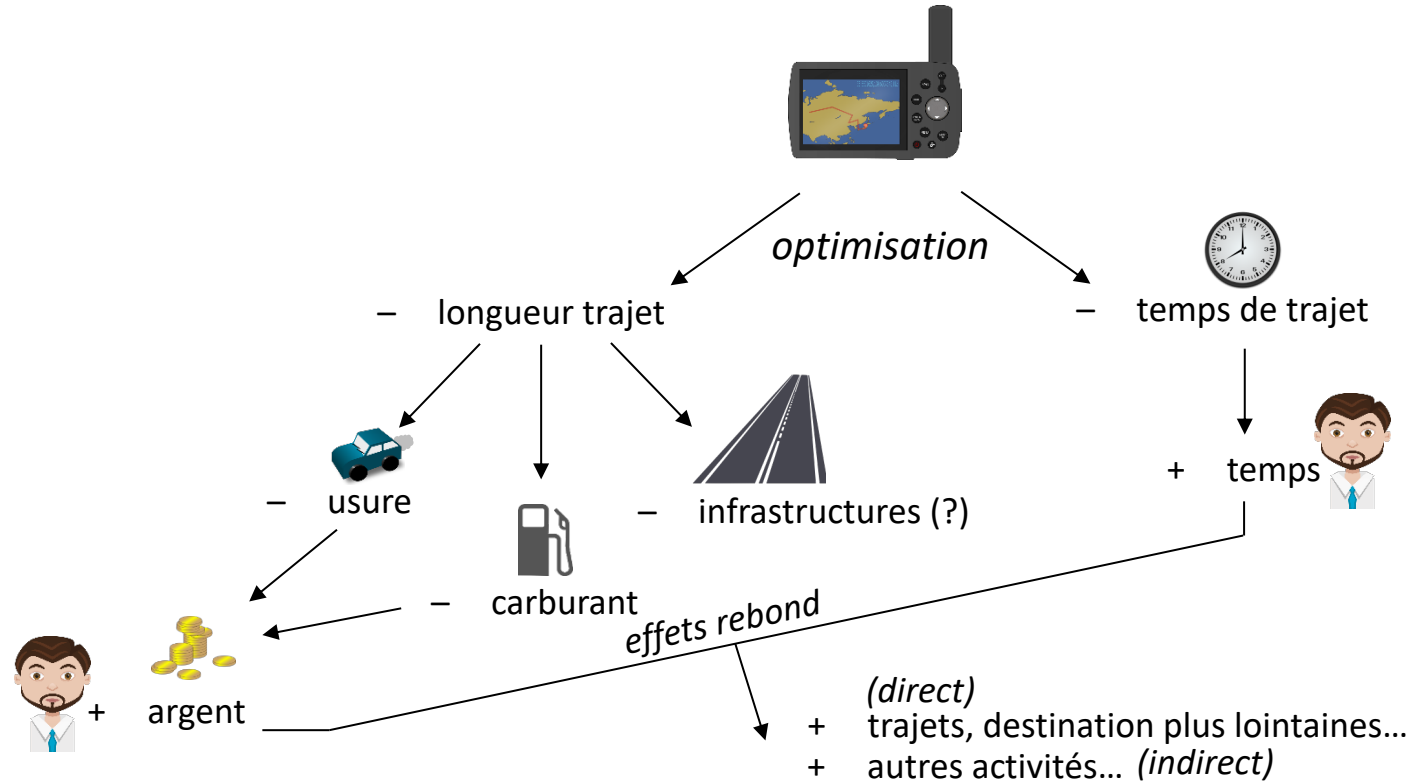 optimisation
– longueur trajet
– temps de trajet
+ temps
– usure
– infrastructures (?)
– carburant
effets rebond
+ argent
(direct)
+ trajets, destination plus lointaines…
+ autres activités… (indirect)